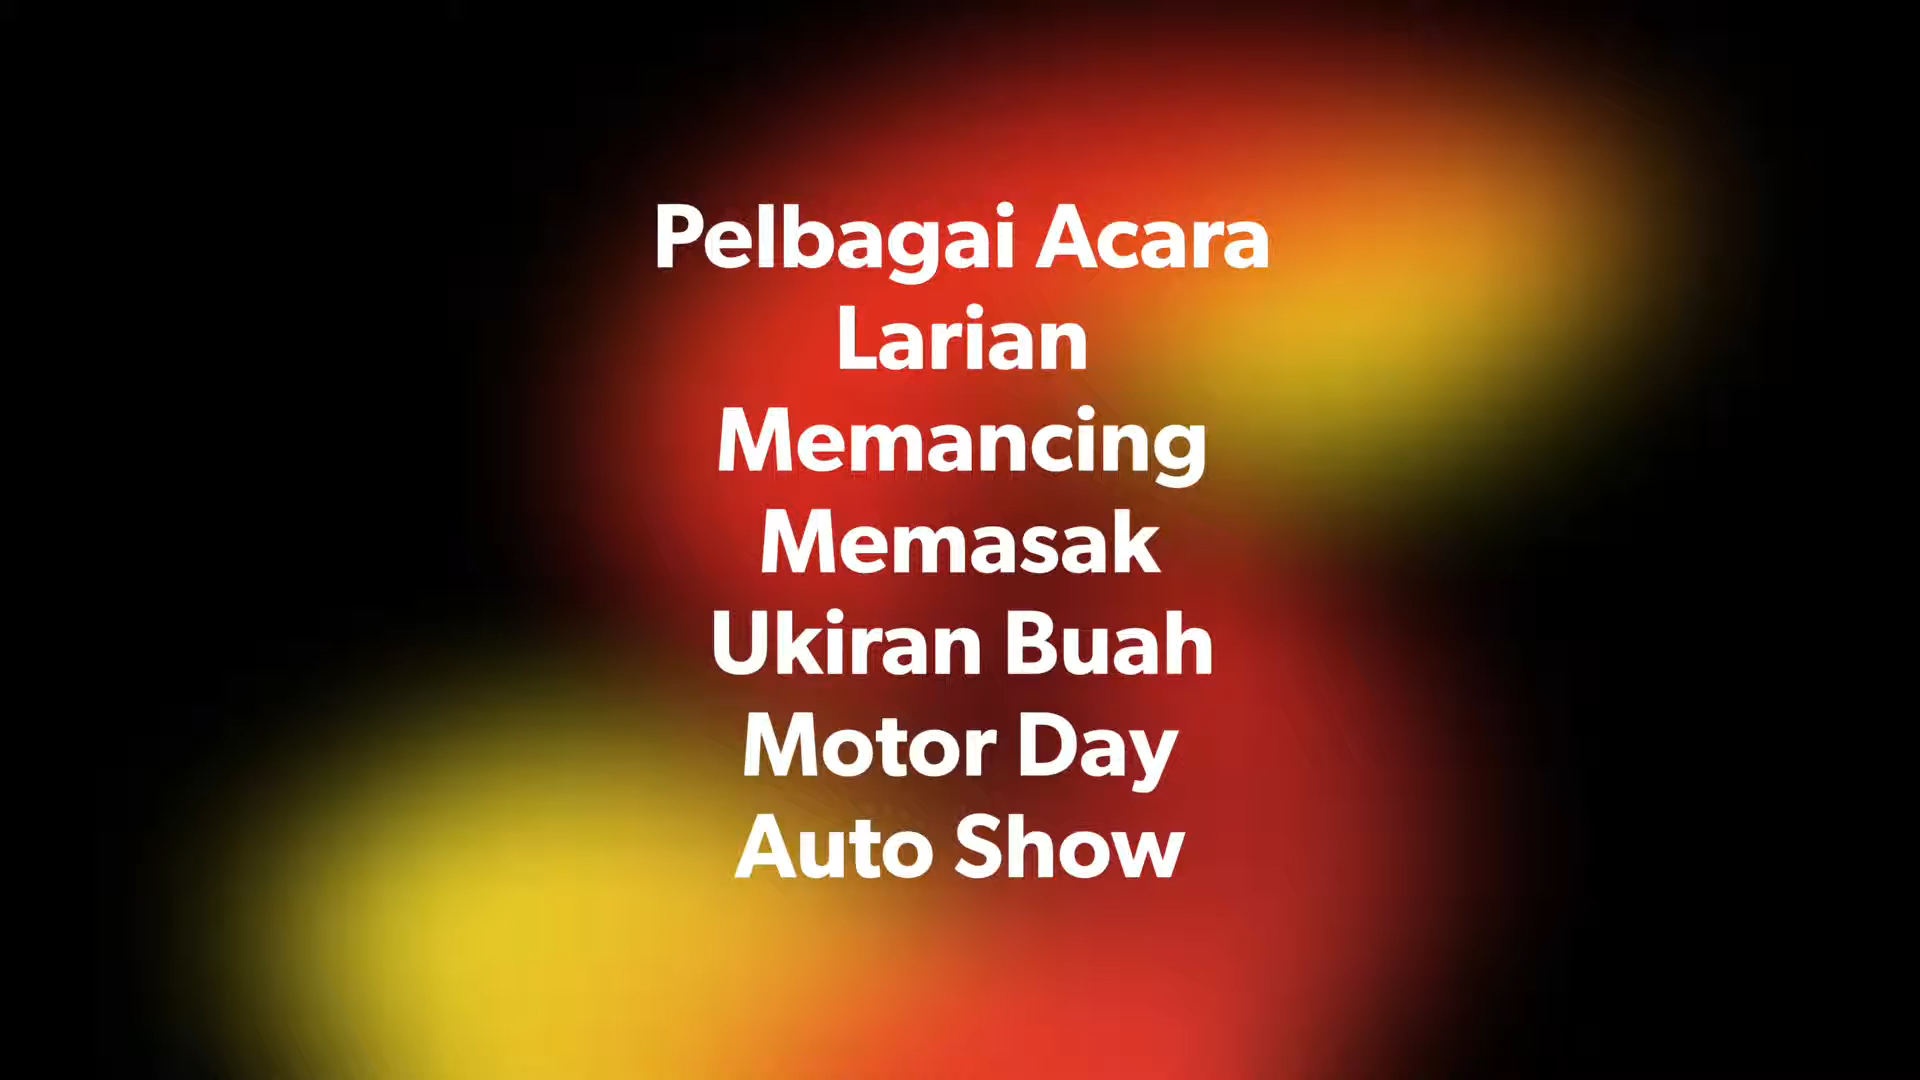 Pelbagai Acara
Larian
Memancing
Memasak
Ukiran Buah
Motor Day
Auto Show